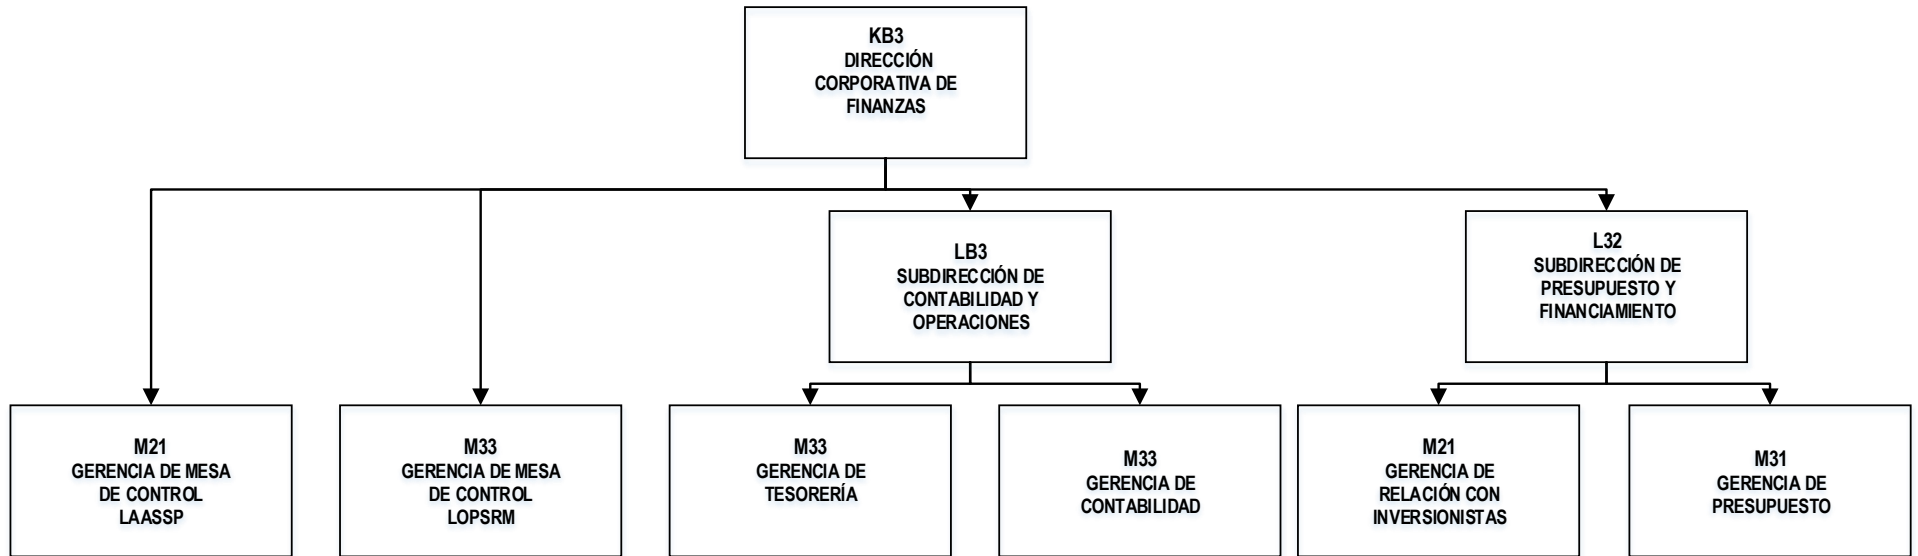 KB3
DIRECCIÓN
CORPORATIVA DE
FINANZAS
LB3
SUBDIRECCIÓN DE
CONTABILIDAD Y
OPERACIONES
L32
SUBDIRECCIÓN DE
PRESUPUESTO Y
FINANCIAMIENTO
M21
GERENCIA DE MESA
DE CONTROL
LAASSP
M33
GERENCIA DE MESA
DE CONTROL
LOPSRM
M33
GERENCIA DE
TESORERÍA
M33
GERENCIA DE
CONTABILIDAD
M21
GERENCIA DE
RELACIÓN CON
INVERSIONISTAS
M31
GERENCIA DE
PRESUPUESTO